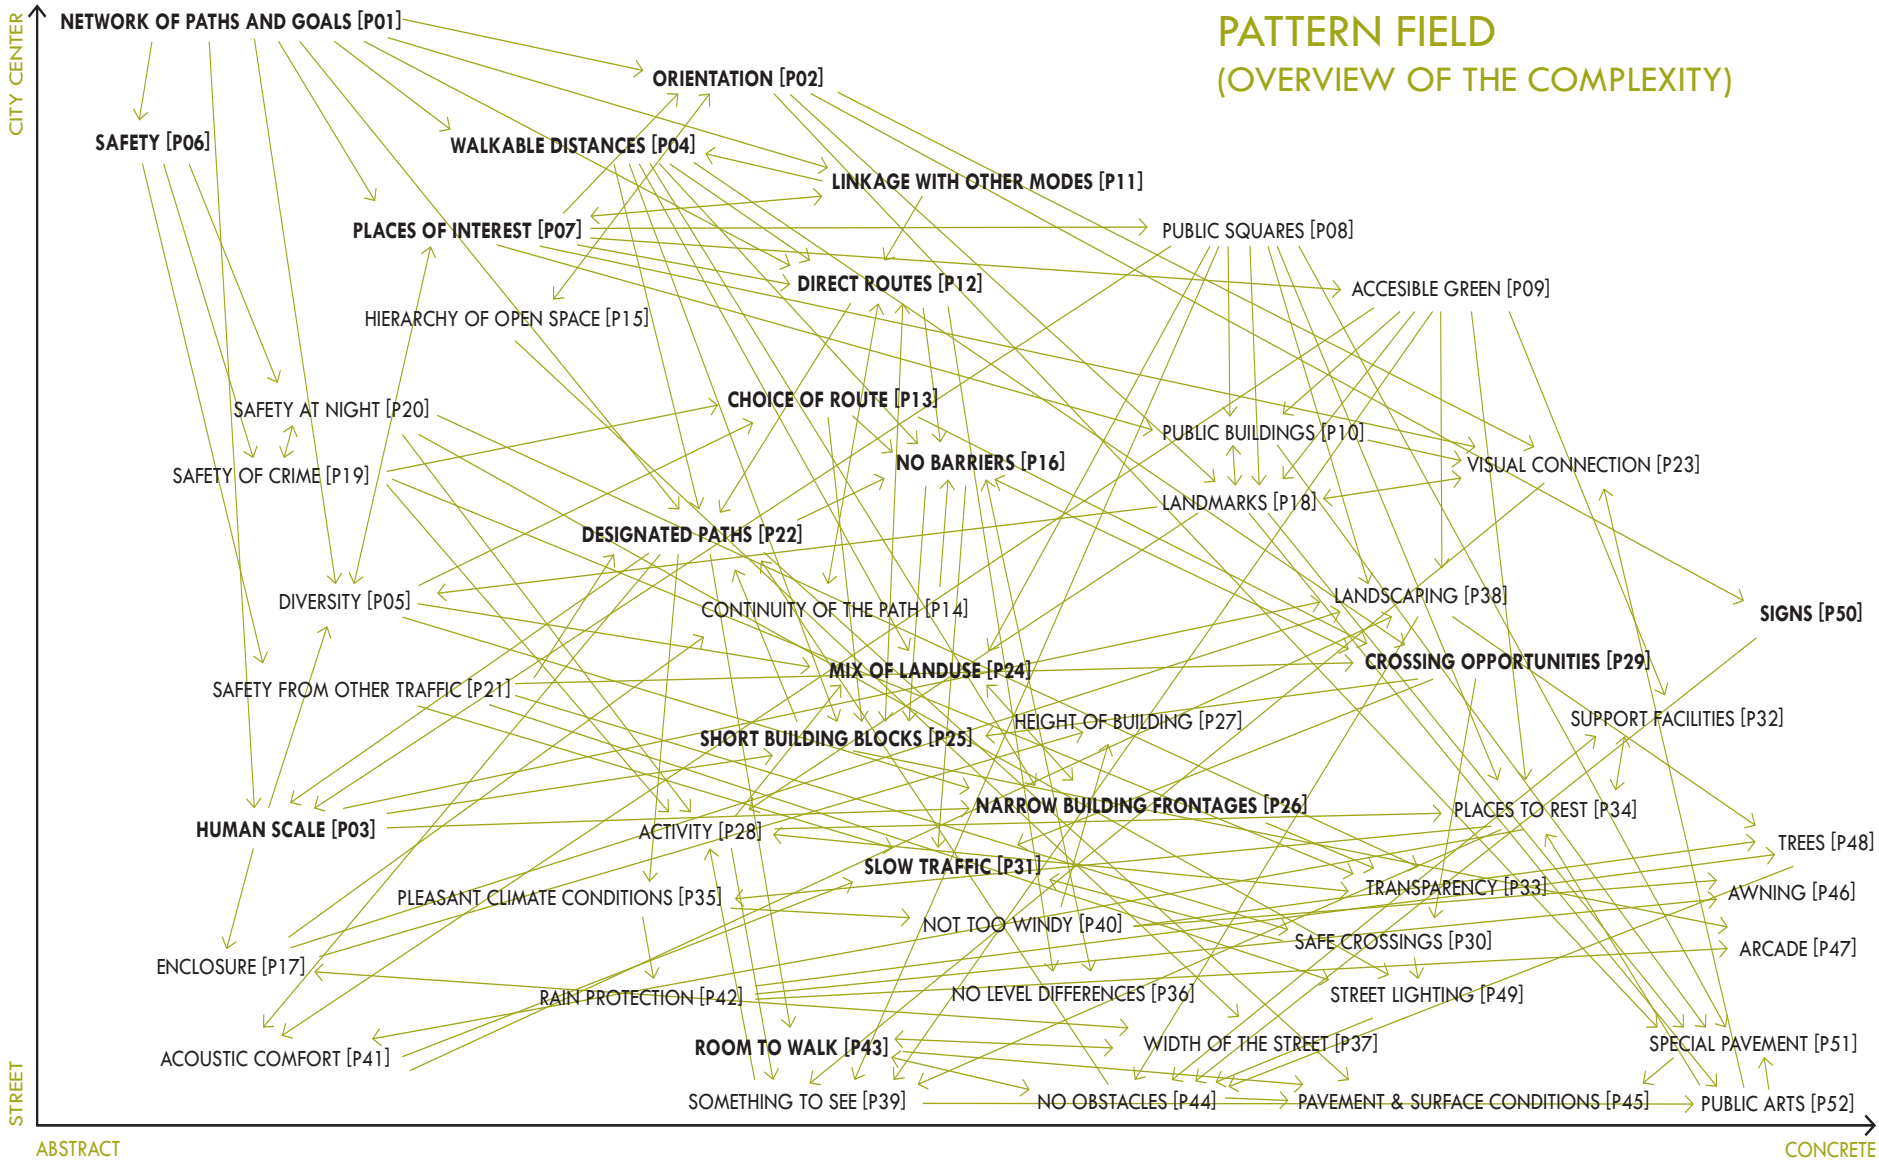 NETWORK OF PATHS AND GOALS [P01]
PATTERN FIELD
(OVERVIEW OF THE COMPLEXITY)
CITY CENTER
ORIENTATION [P02]
SAFETY [P06]
WALKABLE DISTANCES [P04]
LINKAGE WITH OTHER MODES [P11]
PLACES OF INTEREST [P07]
PUBLIC SQUARES [P08]
DIRECT ROUTES [P12]
ACCESIBLE GREEN [P09]
HIERARCHY OF OPEN SPACE [P15]
CHOICE OF ROUTE [P13]
SAFETY AT NIGHT [P20]
PUBLIC BUILDINGS [P10]
NO BARRIERS [P16]
VISUAL CONNECTION [P23]
SAFETY OF CRIME [P19]
LANDMARKS [P18]
DESIGNATED PATHS [P22]
LANDSCAPING [P38]
DIVERSITY [P05]
CONTINUITY OF THE PATH [P14]
SIGNS [P50]
CROSSING OPPORTUNITIES [P29]
MIX OF LANDUSE [P24]
SAFETY FROM OTHER TRAFFIC [P21]
SUPPORT FACILITIES [P32]
HEIGHT OF BUILDING [P27]
SHORT BUILDING BLOCKS [P25]
NARROW BUILDING FRONTAGES [P26]
PLACES TO REST [P34]
HUMAN SCALE [P03]
ACTIVITY [P28]
TREES [P48]
SLOW TRAFFIC [P31]
TRANSPARENCY [P33]
AWNING [P46]
PLEASANT CLIMATE CONDITIONS [P35]
NOT TOO WINDY [P40]
SAFE CROSSINGS [P30]
ARCADE [P47]
ENCLOSURE [P17]
RAIN PROTECTION [P42]
NO LEVEL DIFFERENCES [P36]
STREET LIGHTING [P49]
ROOM TO WALK [P43]
WIDTH OF THE STREET [P37]
SPECIAL PAVEMENT [P51]
ACOUSTIC COMFORT [P41]
STREET
SOMETHING TO SEE [P39]
NO OBSTACLES [P44]
PAVEMENT & SURFACE CONDITIONS [P45]
PUBLIC ARTS [P52]
ABSTRACT
CONCRETE